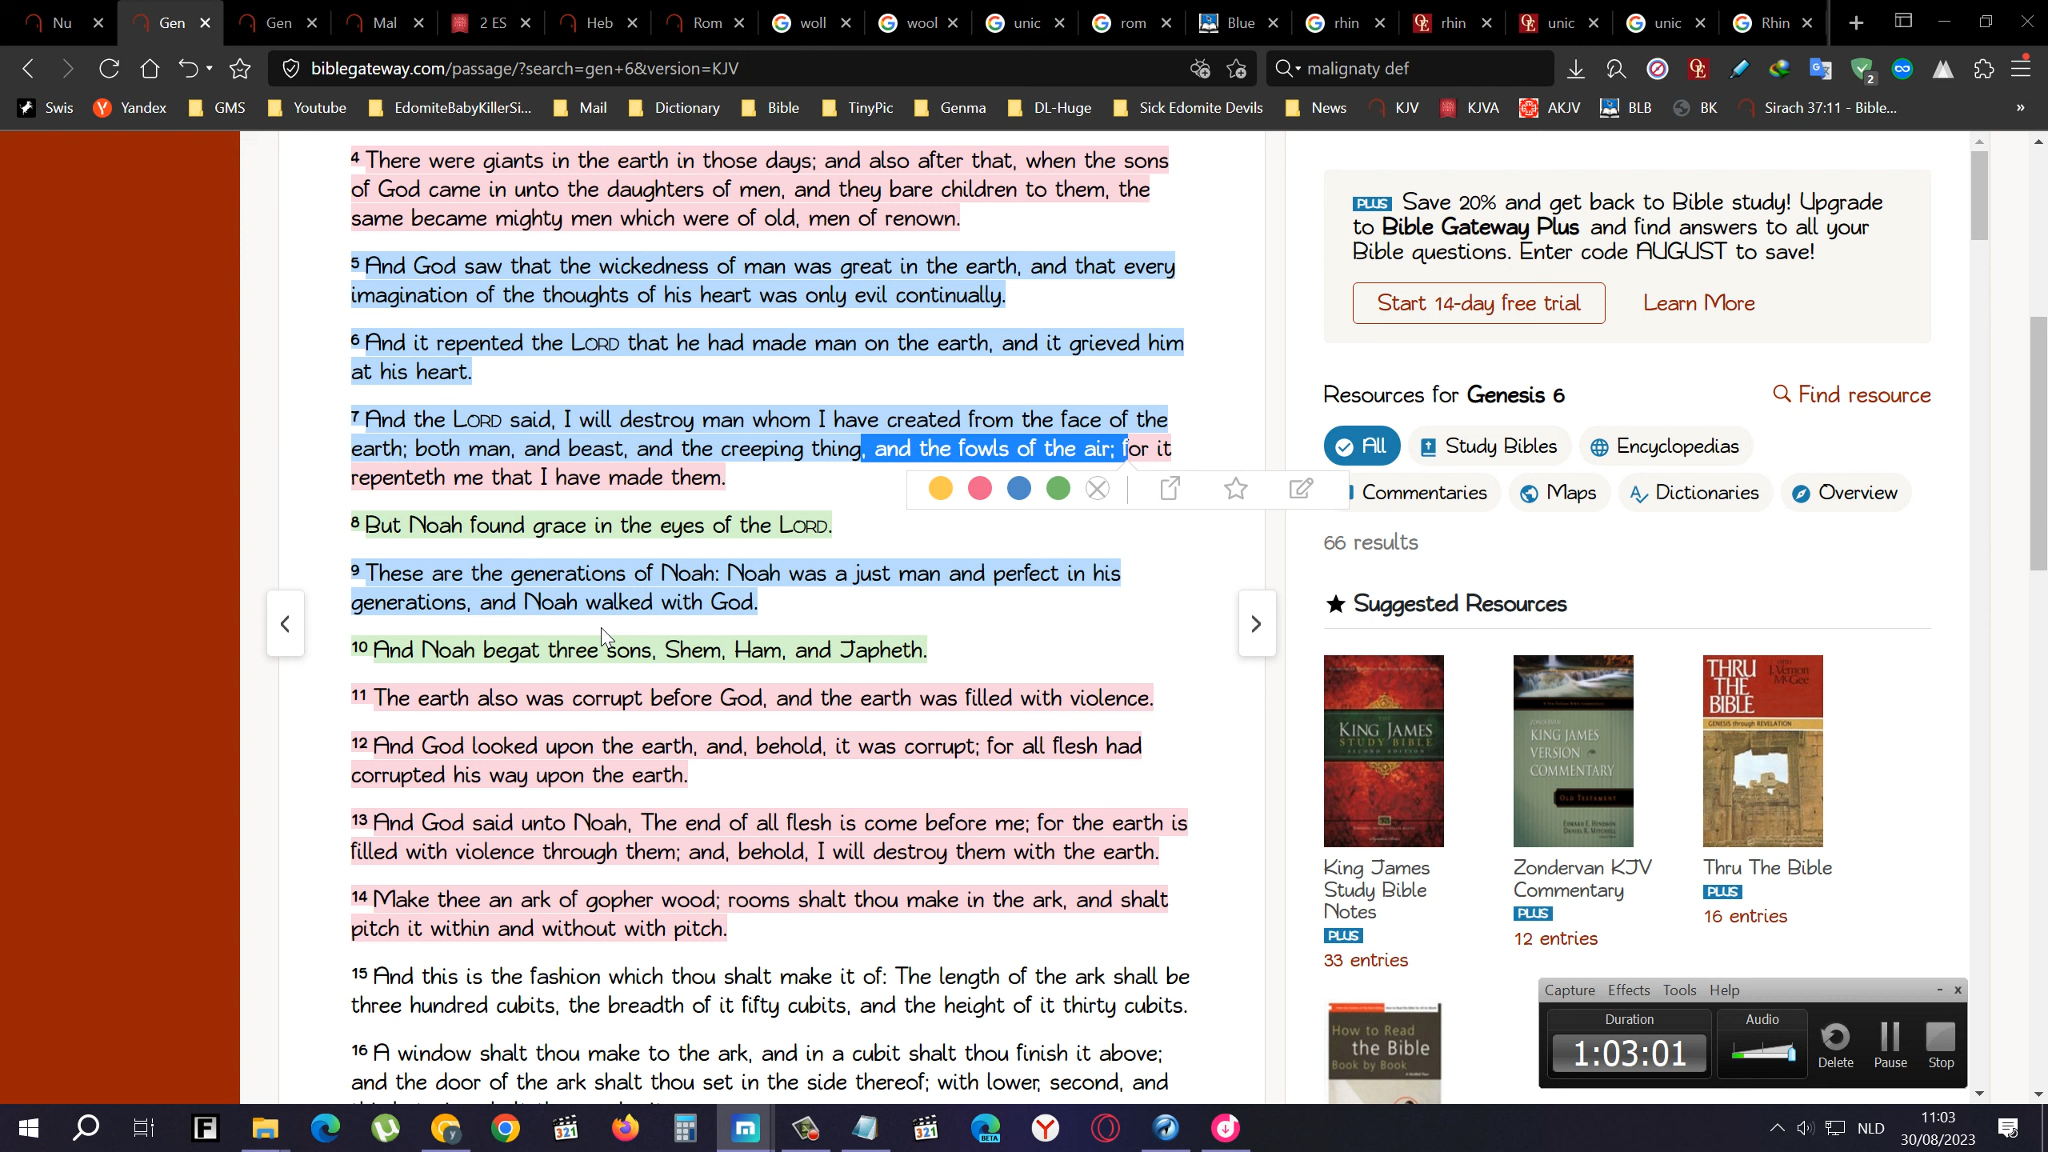 Nu
Gen
Gen
Mal
2 ES
Heb
Rom
woll
wool
unic
rom
Blue
rhin
rhin
unic
unic
Rhin
biblegateway.com/passage/?search=gen+6&version=KJV
malignaty def
Swis
Yandex
GMS
Youtube
EdomiteBabyKillerSi...
Mail
Dictionary
Bible
TinyPic
Genma
DL-Huge
Sick Edomite Devils
News
KJV
KJVA
AKJV
BLB
BK
Sirach 37:11 - Bible...
4 There were giants in the earth in those days; and also after that, when the sons
of God came in unto the daughters of men, and they bare children to them, the
same became mighty men which were of old, men of renown.
5 And God saw that the wickedness of man was great in the earth, and that every
imagination of the thoughts of his heart was only evil continually.
6 And it repented the LORD that he had made man on the earth, and it grieved him
at his heart.
7 And the LORD said, I will destroy man whom I have created from the face of the
earth; both man, and beast, and the creeping thing, and the fowls of the air; for it
repenteth me that I have made them.
8 But Noah found grace in the eyes of the LORD.
9 These are the generations of Noah: Noah was a just man and perfect in his
generations, and Noah walked with God.
10 And Noah begat three sons, Shem, Ham, and Japheth.
11 The earth also was corrupt before God, and the earth was filled with violence.
12 And God looked upon the earth, and, behold, it was corrupt; for all flesh had
corrupted his way upon the earth.
13 And God said unto Noah, The end of all flesh is come before me; for the earth is
filled with violence through them; and, behold, I will destroy them with the earth.
14 Make thee an ark of gopher wood; rooms shalt thou make in the ark, and shalt
pitch it within and without with pitch.
15 And this is the fashion which thou shalt make it of: The length of the ark shall be
three hundred cubits, the breadth of it fifty cubits, and the height of it thirty cubits.
16 A window shalt thou make to the ark, and in a cubit shalt thou finish it above;
and the door of the ark shalt thou set in the side thereof; with lower, second, and
PLUS Save 20% and get back to Bible study! Upgrade
to Bible Gateway Plus and find answers to all your
Bible questions. Enter code AUGUST to save!
Start 14-day free trial
Learn More
Resources for Genesis 6
Find resource
All
Study Bibles
Encyclopedias
Commentaries
Maps
Dictionaries
Overview
66 results
Suggested Resources
KING JAMES
STUDY BIBLE
SECOND EDITION
KING JAMES
VERSION
COMMENTARY
OLD TESTAMENT
THRU
THE
BIBLE
J. Vernon
McGee
GENESIS through REVELATION
King James
Study Bible
Notes
PLUS
33 entries
Zondervan KJV
Commentary
PLUS
12 entries
Thru The Bible
PLUS
16 entries
How to Read
the Bible
Book by Book
Capture
Effects
Tools
Help
Duration
Audio
1:03:01
Delete
Pause
Stop
321
321
BETA
NLD
11:03
30/08/2023